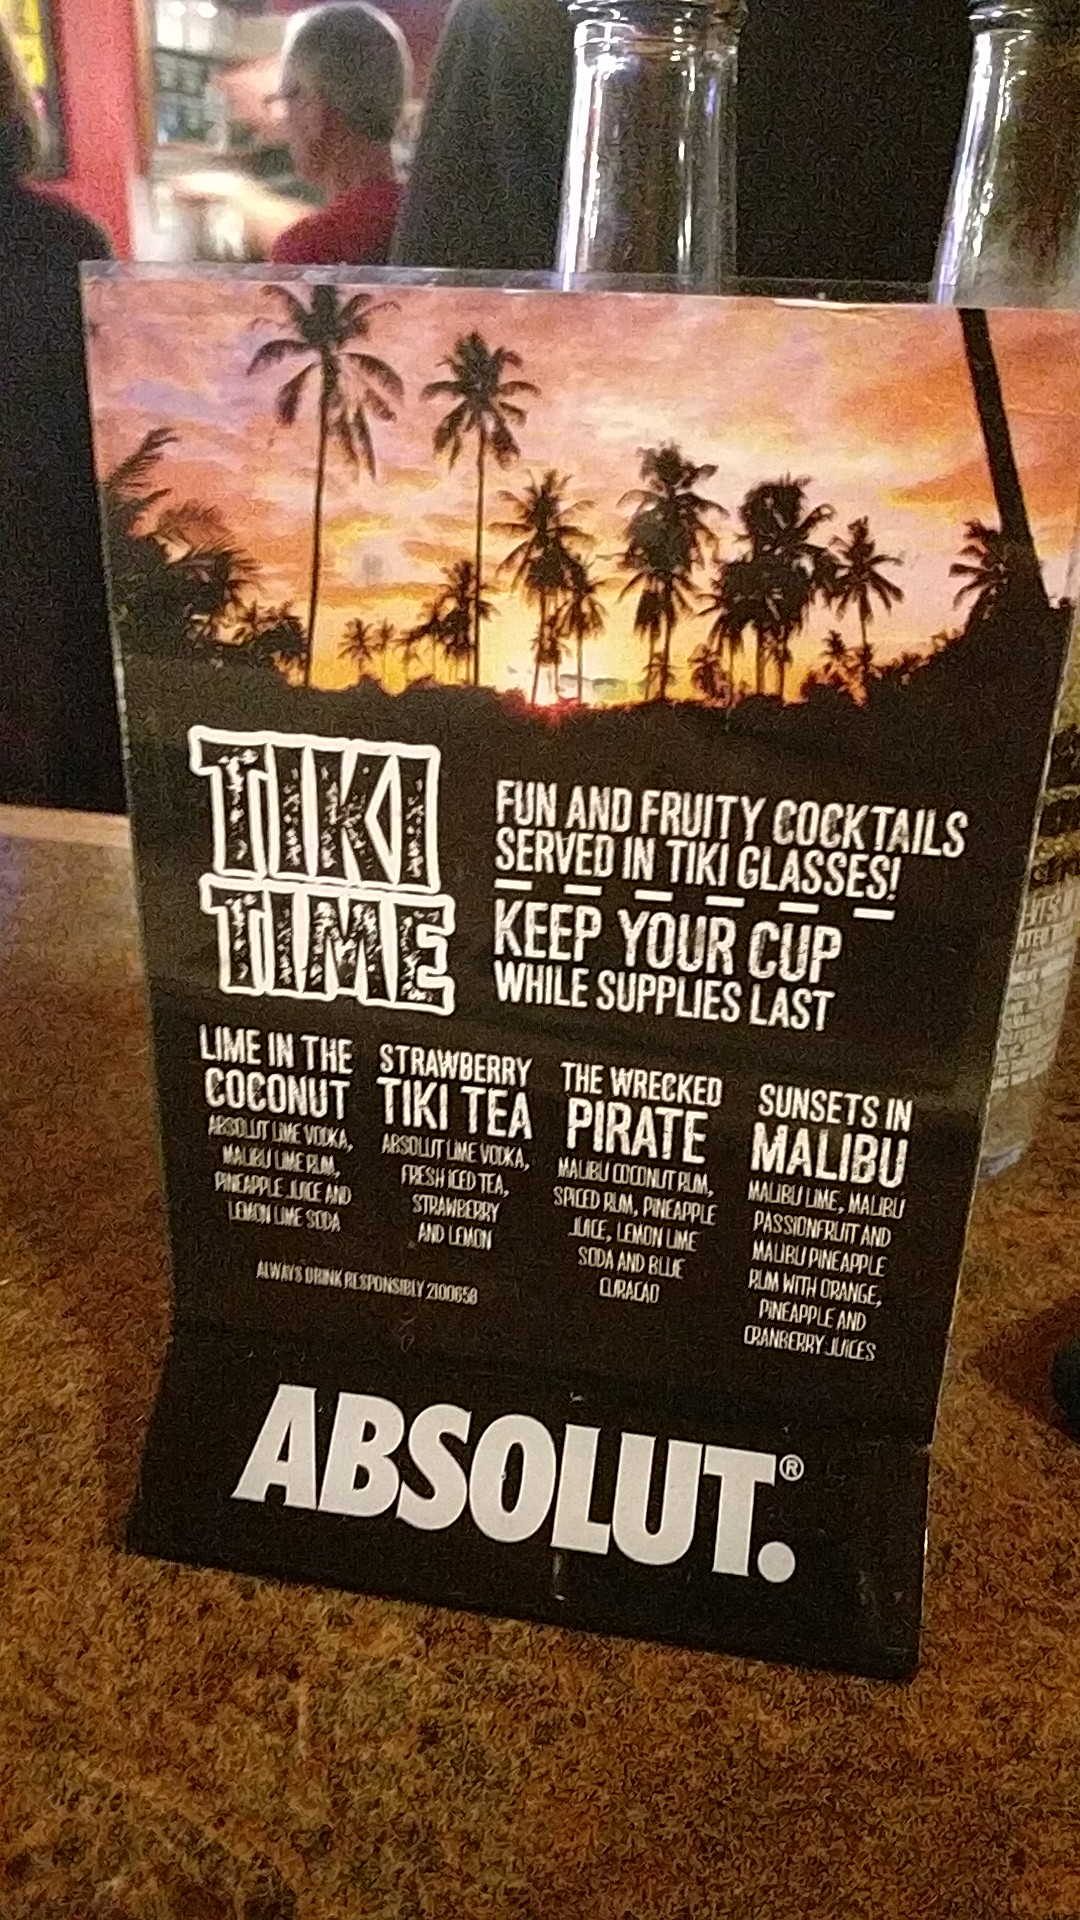 TIKI
TIME
FUN AND FRUITY COCKTAILS
SERVED IN TIKI GLASSES!
KEEP YOUR CUP
WHILE SUPPLIES LAST
LIME IN THE
COCONUT
ABSOLUT LIME VODKA,
MALIBU LIME RUM,
PINEAPPLE JUICE AND
LEMON LIME SODA
STRAWBERRY
TIKI TEA
ABSOLUT LIME VODKA,
FRESH ICED TEA,
STRAWBERRY
AND LEMON
THE WRECKED
PIRATE
MALIBU COCONUT RUM,
SPICED RUM, PINEAPPLE
JUICE, LEMON LIME
SODA AND BLUE
CURACAO
SUNSETS IN
MALIBU
MALIBU LIME, MALIBU
PASSIONFRUIT AND
MALIBU PINEAPPLE
RUM WITH ORANGE,
PINEAPPLE AND
CRANBERRY JUICES
ALWAYS DRINK RESPONSIBLY 2100658
ABSOLUT.®